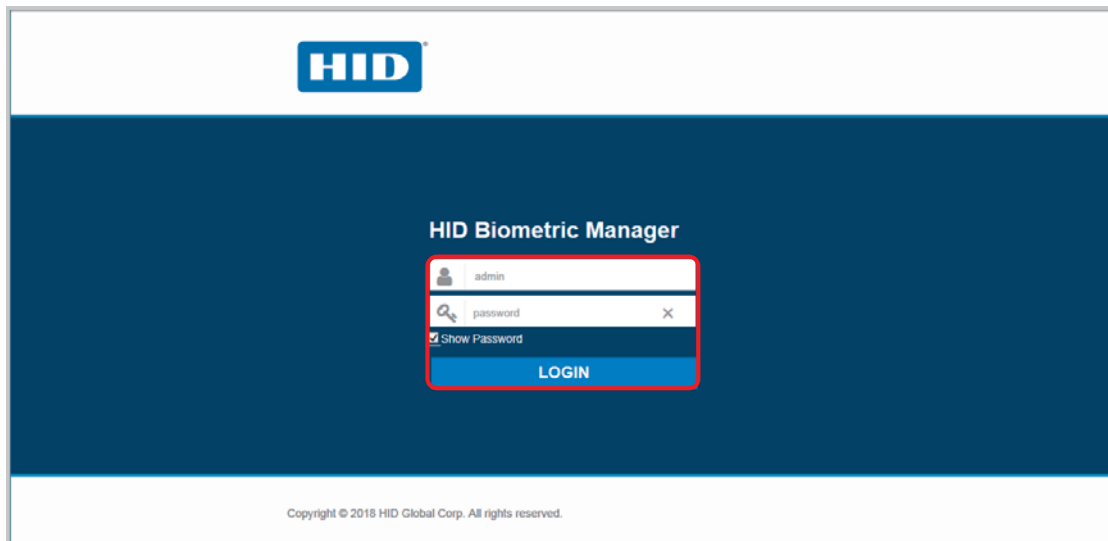 HID
HID Biometric Manager
admin
password
Show Password
LOGIN
Copyright © 2018 HID Global Corp. All rights reserved.